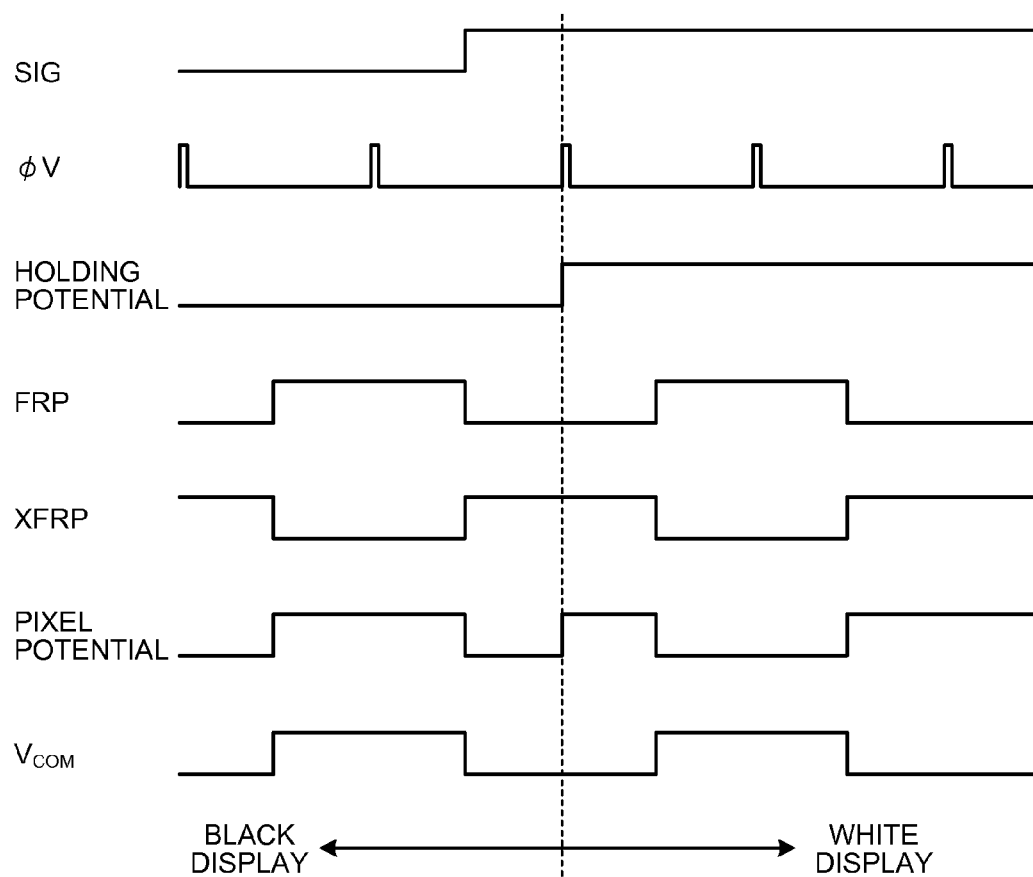 SIG
φV
HOLDING
POTENTIAL
FRP
XFRP
PIXEL
POTENTIAL
VCOM
BLACK
DISPLAY
WHITE
DISPLAY